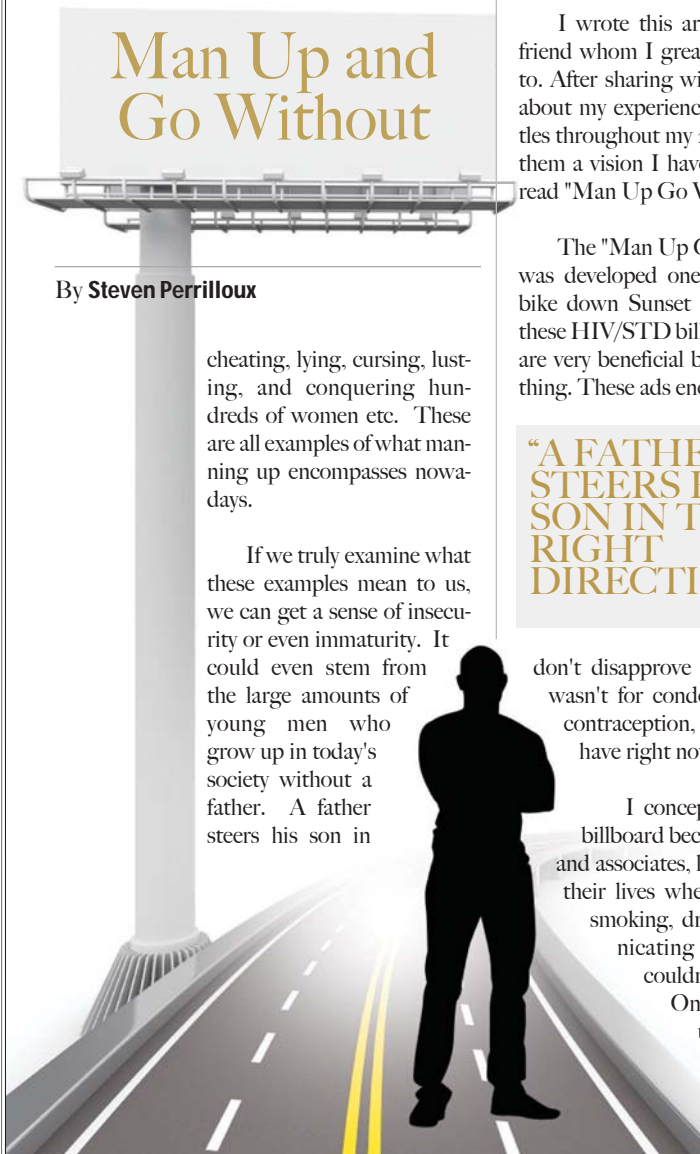 Man Up and
Go Without
By Steven Perrilloux
cheating, lying, cursing, lust-
ing, and conquering hun-
dreds of women etc. These
are all examples of what man-
ning up encompasses nowa-
days.
If we truly examine what
these examples mean to us,
we can get a sense of insecu-
rity or even immaturity. It
could even stem from
the large amounts of
young men who
grow up in today's
society without a
father. A father
steers his son in
I wrote this ar
friend whom I grea
to. After sharing wi
about my experienc
tles throughout my
them a vision I hav
read "Man Up Go W
The "Man Up G
was developed one
bike down Sunset
these HIV/STD bill
are very beneficial b
thing. These ads enc
"A FATHE
STEERS
SON IN T
RIGHT
DIRECTI
don't disapprove
wasn't for cond
contraception,
have right no
I concep
billboard bec
and associates,
their lives whe
smoking, dr
nicating
couldn
On